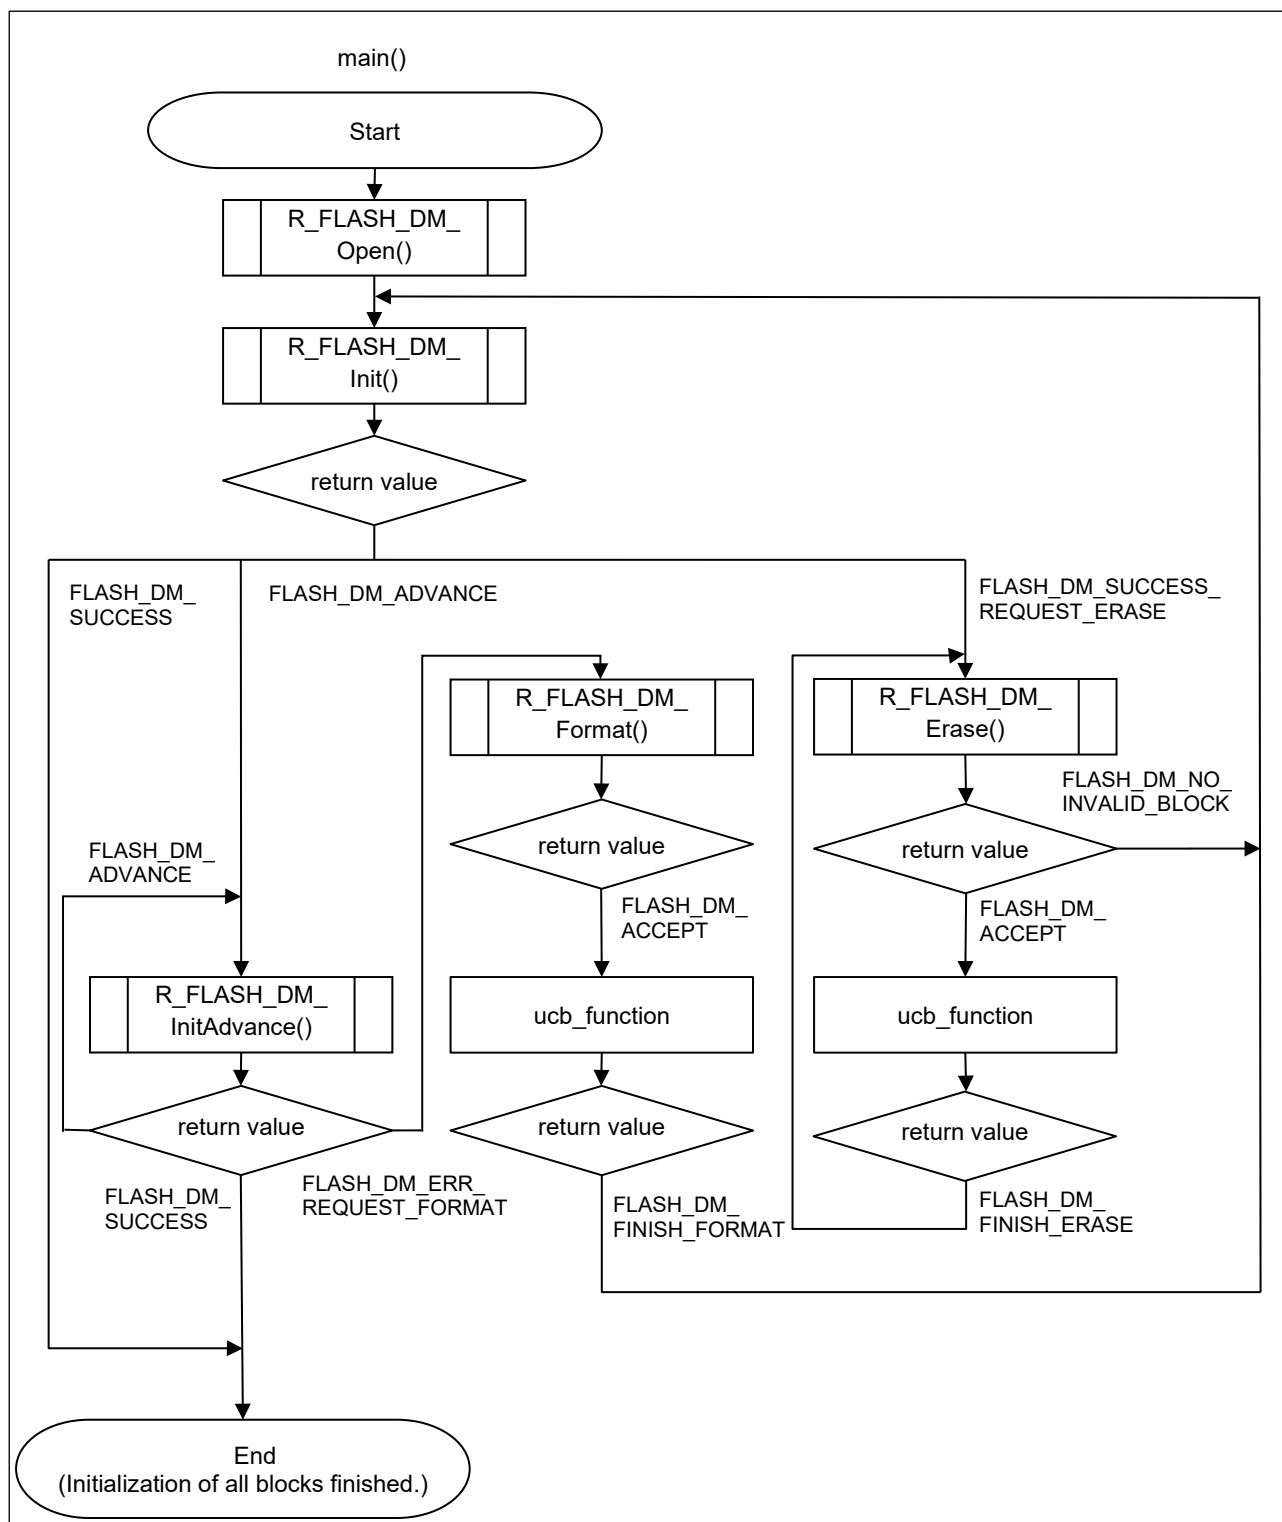 main()
Start
R_FLASH_DM_
Open()
R_FLASH_DM_
Init()
return value
FLASH_DM_
SUCCESS
FLASH_DM_ADVANCE
FLASH_DM_SUCCESS_
REQUEST_ERASE
R_FLASH_DM_
Format()
R_FLASH_DM_
Erase()
FLASH_DM_NO_
INVALID_BLOCK
return value
return value
FLASH_DM_
ADVANCE
FLASH_DM_
ACCEPT
FLASH_DM_
ACCEPT
R_FLASH_DM_
InitAdvance()
ucb_function
ucb_function
return value
return value
return value
FLASH_DM_
SUCCESS
FLASH_DM_ERR_
REQUEST_FORMAT
FLASH_DM_
FINISH_FORMAT
FLASH_DM_
FINISH_ERASE
End
(Initialization of all blocks finished.)